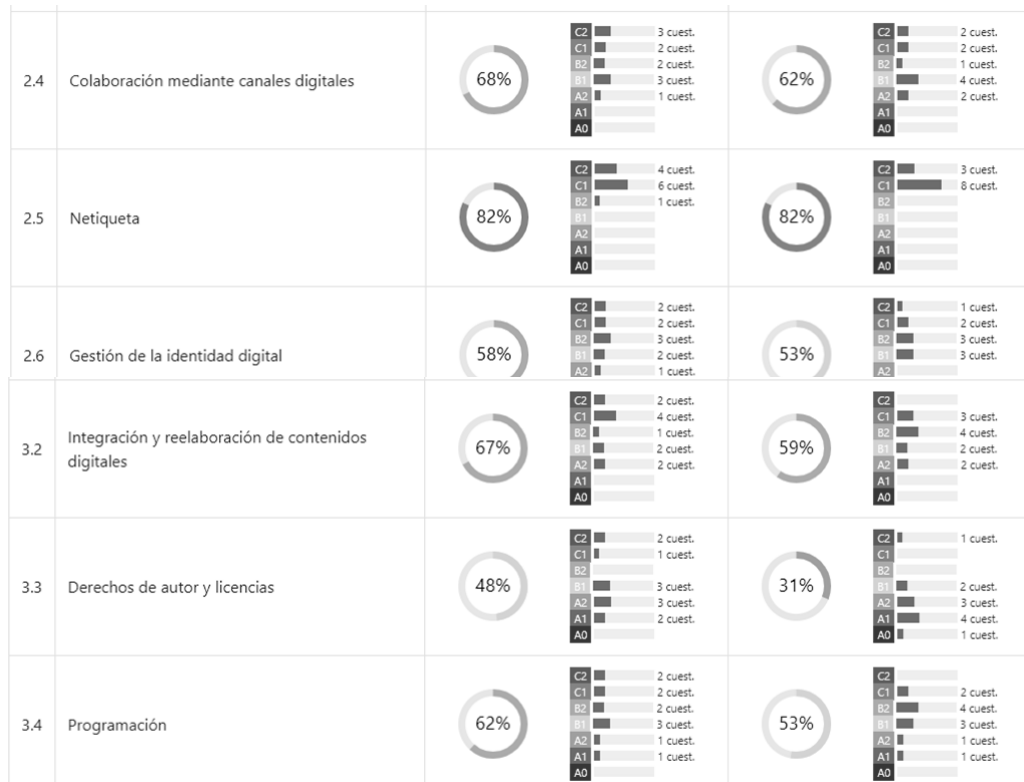 2.4
Colaboración mediante canales digitales
68%
C2 3 cuest.
C1 2 cuest.
B2 2 cuest.
B1 3 cuest.
A2 1 cuest.
A1
A0
62%
C2 2 cuest.
C1 2 cuest.
B2 1 cuest.
B1 4 cuest.
A2 2 cuest.
A1
A0
2.5
Netiqueta
82%
C2 4 cuest.
C1 6 cuest.
B2 1 cuest.
B1
A2
A1
A0
82%
C2 3 cuest.
C1 8 cuest.
B2
B1
A2
A1
A0
2.6
Gestión de la identidad digital
58%
C2 2 cuest.
C1 2 cuest.
B2 3 cuest.
B1 2 cuest.
A2 1 cuest.
53%
C2 1 cuest.
C1 2 cuest.
B2 3 cuest.
B1 3 cuest.
A2
3.2
Integración y reelaboración de contenidos
digitales
67%
C2 2 cuest.
C1 4 cuest.
B2 1 cuest.
B1 2 cuest.
A2 2 cuest.
A1
A0
59%
C2
C1 3 cuest.
B2 4 cuest.
B1 2 cuest.
A2 2 cuest.
A1
A0
3.3
Derechos de autor y licencias
48%
C2 2 cuest.
C1 1 cuest.
B2
B1 3 cuest.
A2 3 cuest.
A1 2 cuest.
A0
31%
C2 1 cuest.
C1
B2
B1 2 cuest.
A2 3 cuest.
A1 4 cuest.
A0 1 cuest.
3.4
Programación
62%
C2 2 cuest.
C1 2 cuest.
B2 2 cuest.
B1 3 cuest.
A2 1 cuest.
A1 1 cuest.
A0
53%
C2
C1 2 cuest.
B2 4 cuest.
B1 3 cuest.
A2 1 cuest.
A1 1 cuest.
A0